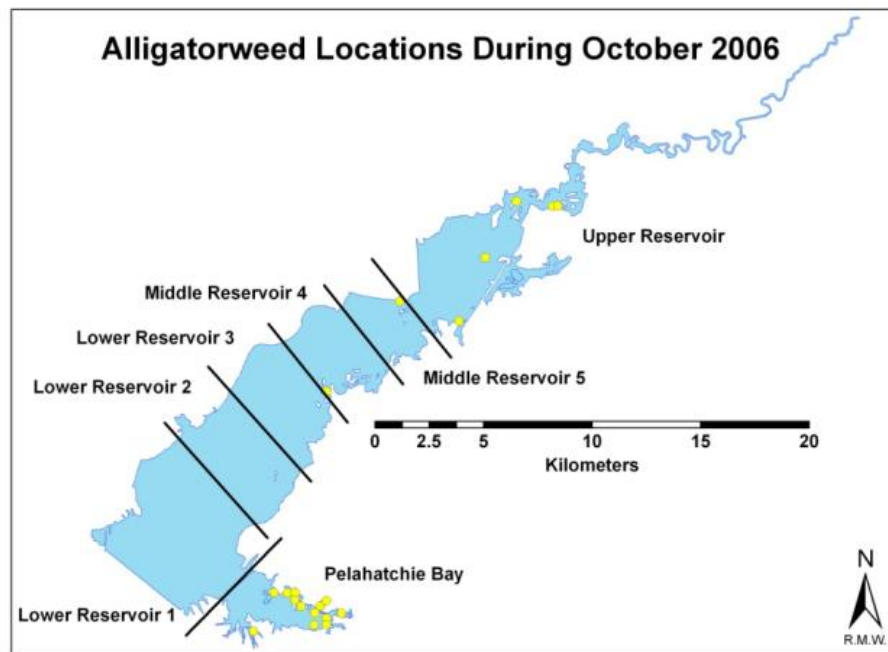 Alligatorweed Locations During October 2006
Upper Reservoir
Middle Reservoir 4
Lower Reservoir 3
Middle Reservoir 5
Lower Reservoir 2
0 2.5 5 10 15 20
Kilometers
Pelahatchie Bay
Lower Reservoir 1
N
R.M.W.